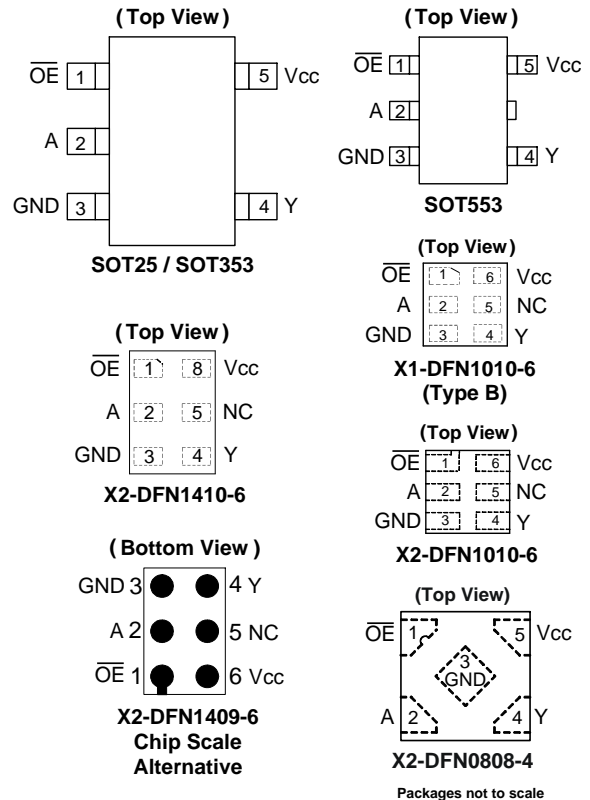 (Top View)
OE 1 5 Vcc
A 2
GND 3 4 Y
SOT25 / SOT353
(Top View)
OE 1 5 Vcc
A 2
GND 3 4 Y
SOT553
(Top View)
OE 1 6 Vcc
A 2 5 NC
GND 3 4 Y
X1-DFN1010-6
(Type B)
(Top View)
OE 1 8 Vcc
A 2 5 NC
GND 3 4 Y
X2-DFN1410-6
(Top View)
OE 1 6 Vcc
A 2 5 NC
GND 3 4 Y
X2-DFN1010-6
(Bottom View)
GND 3 4 Y
A 2 5 NC
OE 1 6 Vcc
X2-DFN1409-6
Chip Scale
Alternative
(Top View)
OE 1 5 Vcc
3
GND
A 2 4 Y
X2-DFN0808-4
Packages not to scale